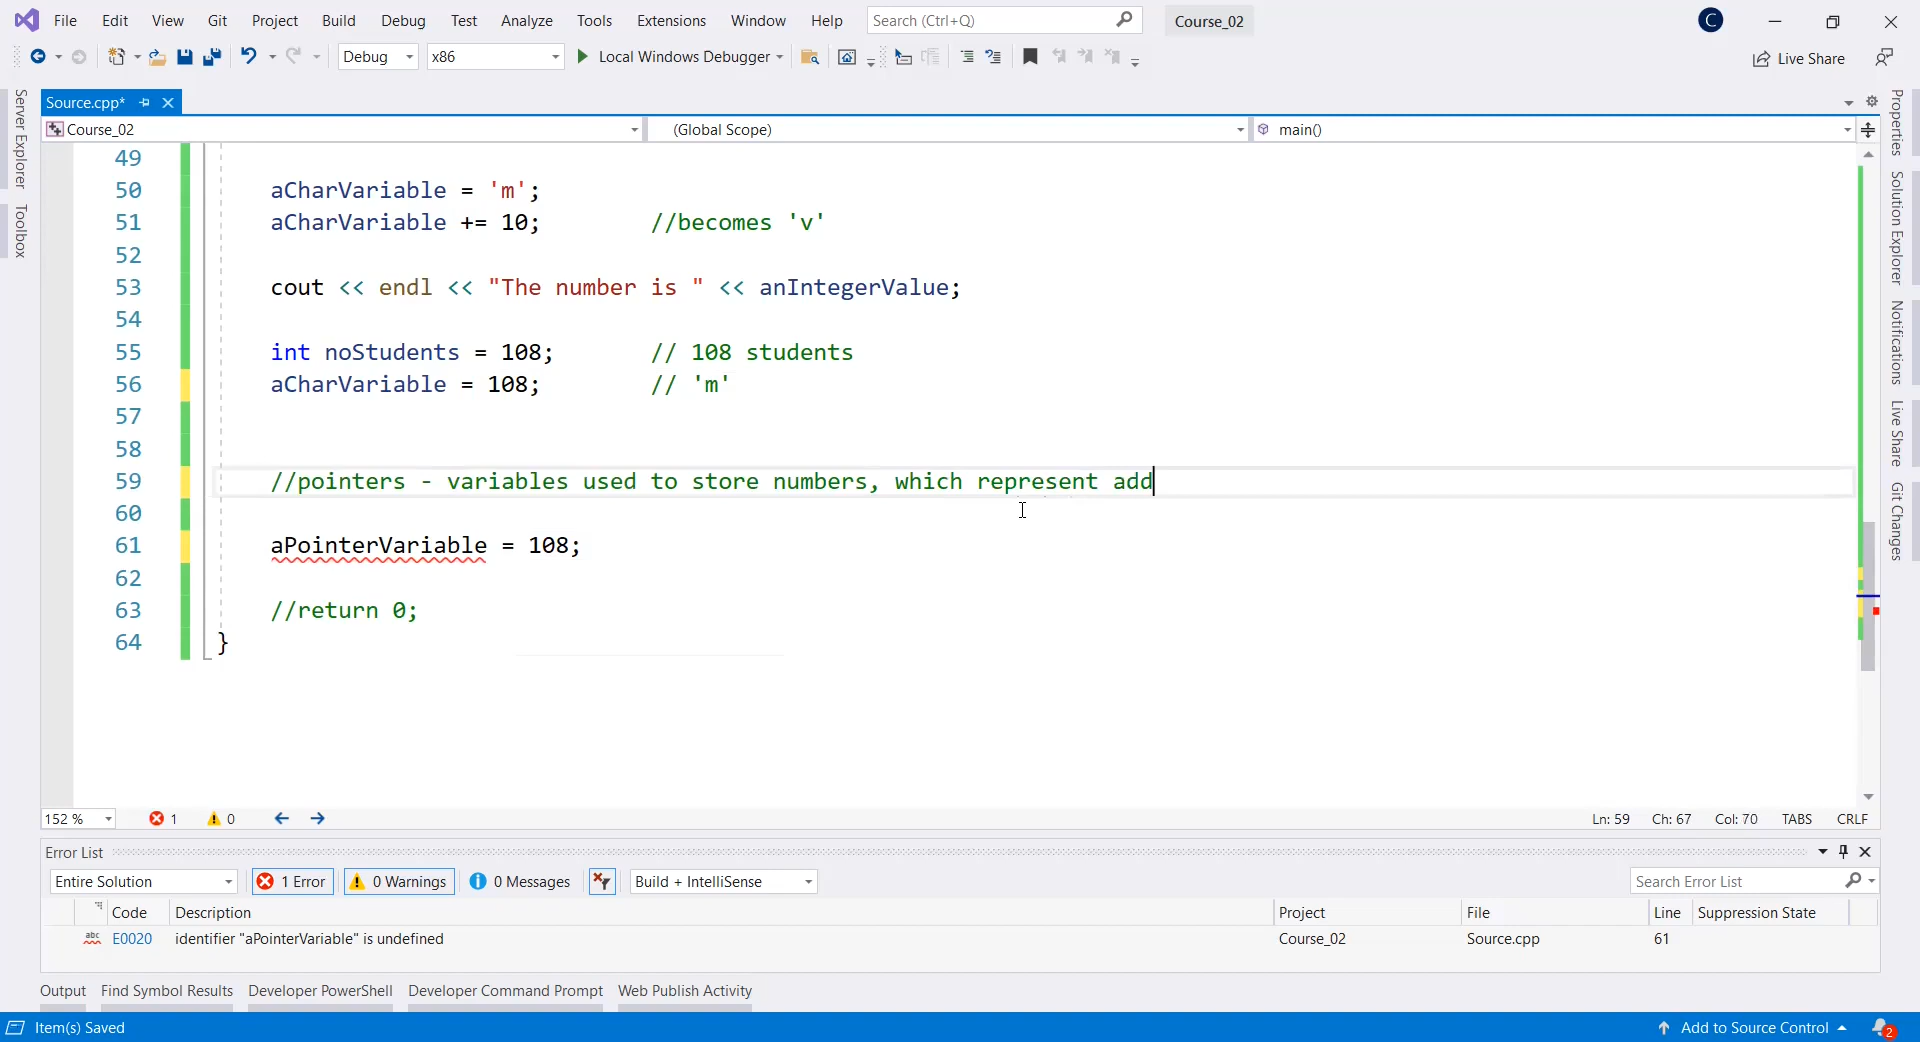 File Edit View Git Project Build Debug Test Analyze Tools Extensions Window Help Search (Ctrl+Q) Course_02 C
Debug x86 Local Windows Debugger Live Share
Source.cpp*
Course_02 (Global Scope) main()
49
50 aCharVariable = 'm';
51 aCharVariable += 10; //becomes 'v'
52
53 cout << endl << "The number is " << anIntegerValue;
54
55 int noStudents = 108; // 108 students
56 aCharVariable = 108; // 'm'
57
58
59 //pointers - variables used to store numbers, which represent add
60
61 aPointerVariable = 108;
62
63 //return 0;
64 }
Server Explorer
Toolbox
Properties
Solution Explorer
Notifications
Live Share
Git Changes
152 % 1 0 Ln: 59 Ch: 67 Col: 70 TABS CRLF
Error List
Entire Solution 1 Error 0 Warnings 0 Messages Build + IntelliSense Search Error List
Code Description Project File Line Suppression State
abc E0020 identifier "aPointerVariable" is undefined Course_02 Source.cpp 61
Output Find Symbol Results Developer PowerShell Developer Command Prompt Web Publish Activity
Item(s) Saved Add to Source Control 2